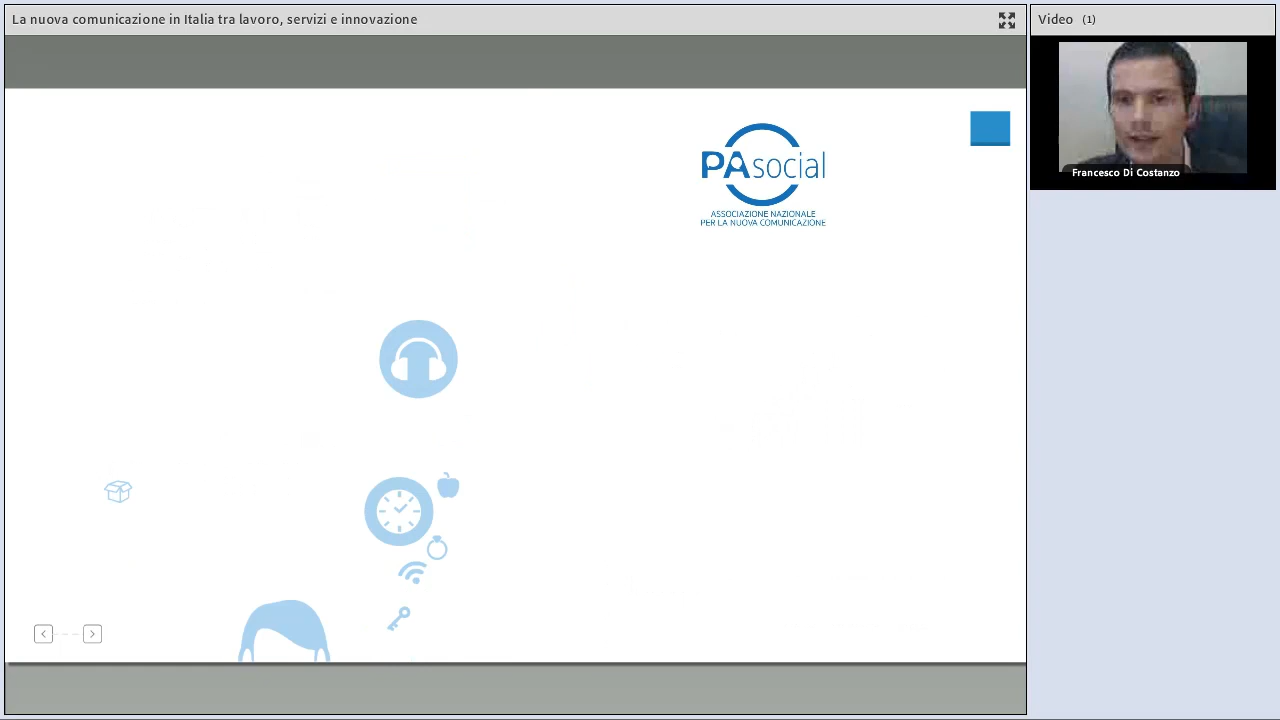 La nuova comunicazione in Italia tra lavoro, servizi e innovazione
Video (1)
Francesco Di Costanzo
PAsocial
ASSOCIAZIONE NAZIONALE
PER LA NUOVA COMUNICAZIONE